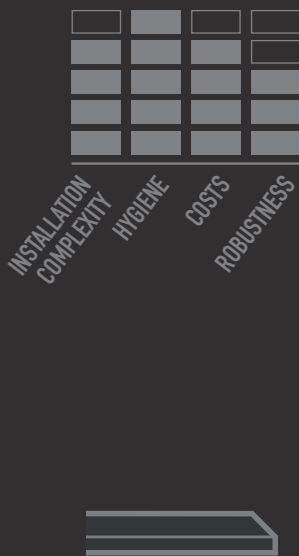 INSTALLATION
COMPLEXITY
HYGIENE
COSTS
ROBUSTNESS